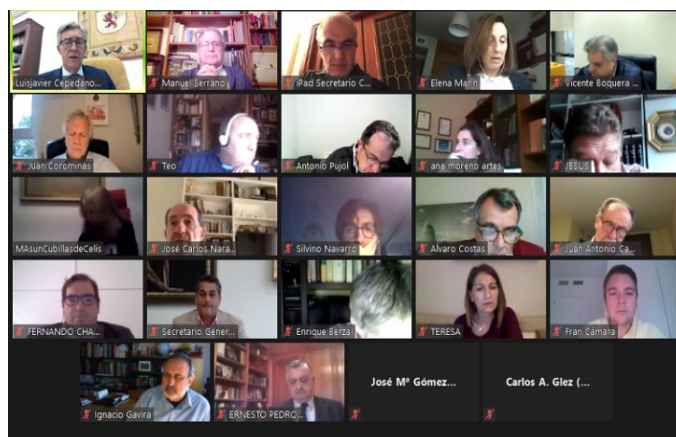 Luisjavier Cepedano...
Manuel Serrano
iPad Secretario C...
Elena Marin
Vicente Boquera ...
Juan Corominas
Teo
Antonio Pujol
ana moreno artes
JESUS
MAsunCubillasdeCelis
José Carlos Nara...
Silvino Navarro
Alvaro Costas
Juan Antonio Ca...
FERNANDO CHA...
Secretario Gener...
Enrique Berza
TERESA
Fran Cámara
Ignacio Gavira
ERNESTO PEDRO...
José Mª Gómez...
Carlos A. Glez (...